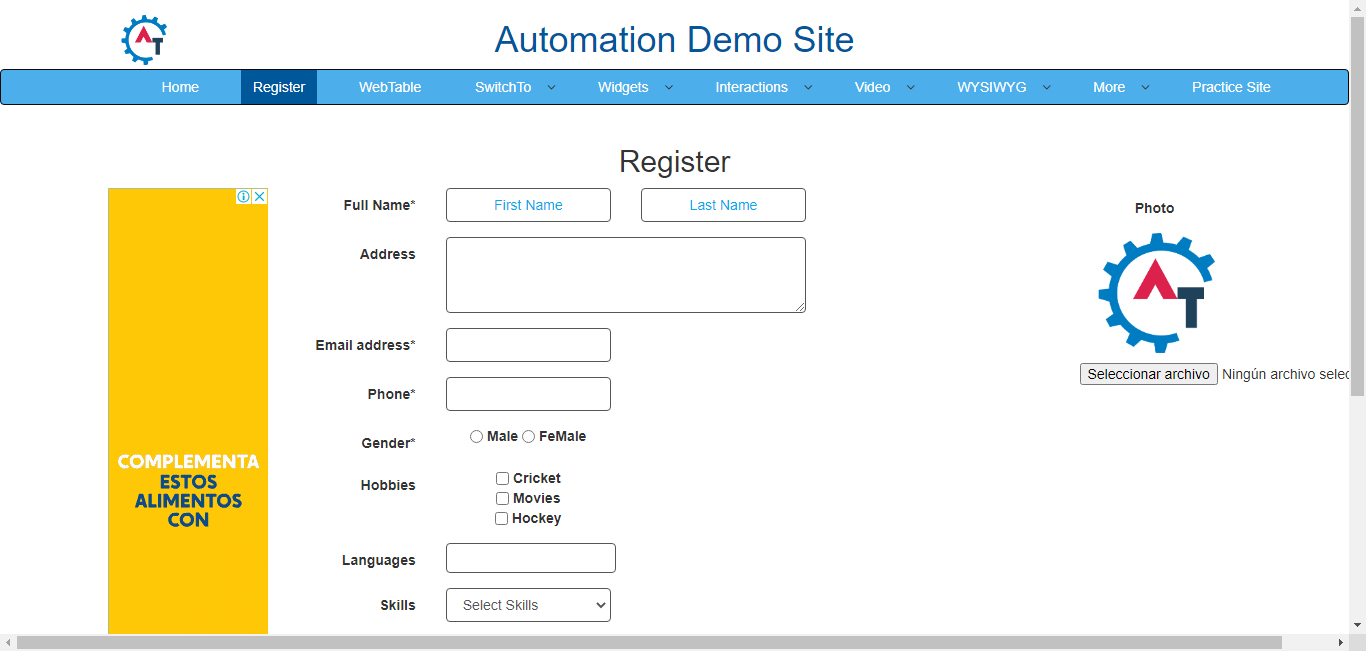 AT
Automation Demo Site
Home Register WebTable SwitchTo Widgets Interactions Video WYSIWYG More Practice Site
Register
Full Name* First Name Last Name
Photo
Address
AT
Email address*
Seleccionar archivo Ningún archivo selec
Phone*
Gender* Male FeMale
Hobbies Cricket
Movies
Hockey
Languages
Skills Select Skills
COMPLEMENTA
ESTOS
ALIMENTOS
CON